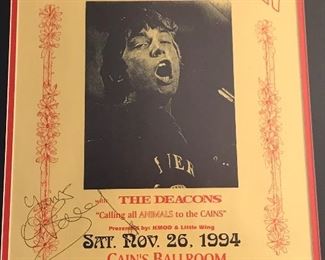 with THE DEACONS
"Calling all ANIMALS to the CAINS"
Presented by: KMOD & Little Wing
SAT. NOV. 26, 1994
CAIN'S BALLROOM